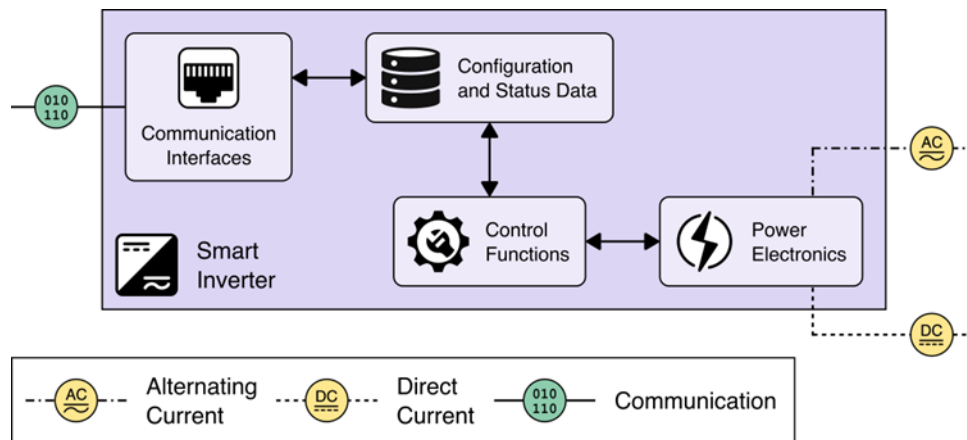 010
110
Communication
Interfaces
Configuration
and Status Data
AC
Control
Functions
Power
Electronics
Smart
Inverter
DC
AC
Alternating
Current
DC
Direct
Current
010
110
Communication